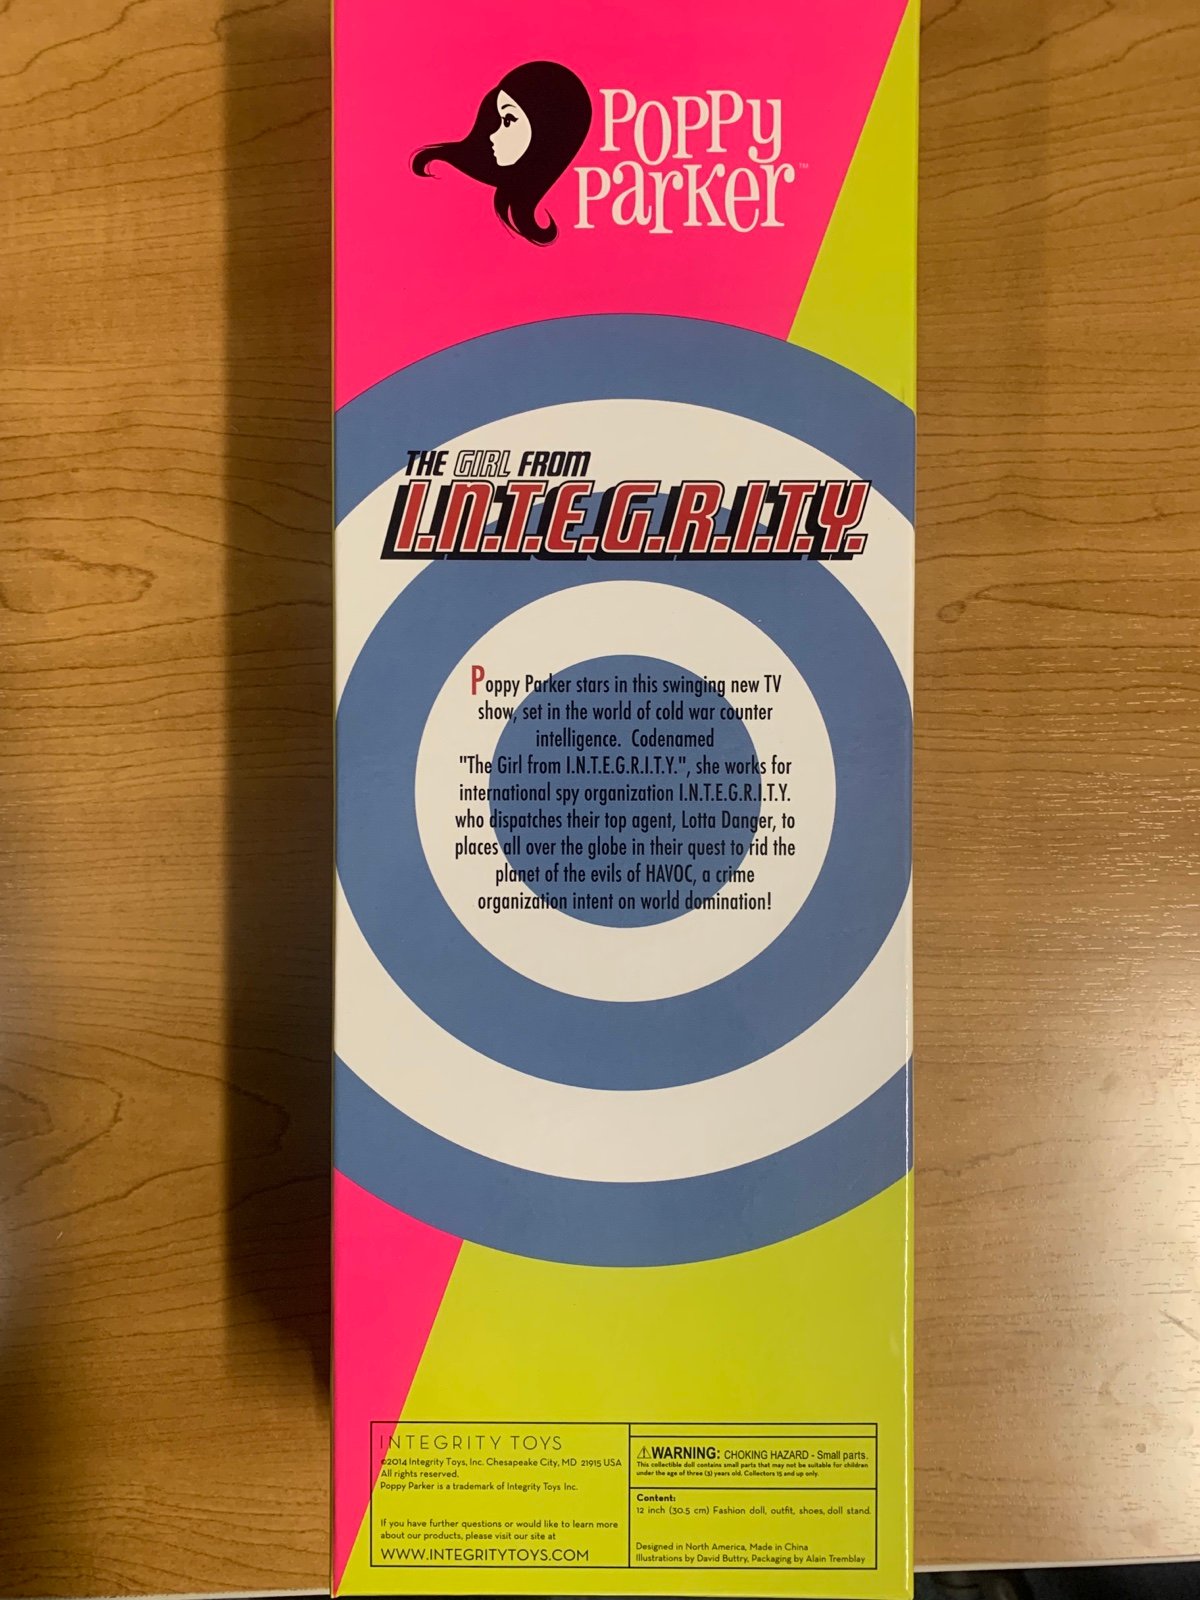 POPPY
PARKER™
THE GIRL FROM
I.N.T.E.G.R.I.T.Y.
Poppy Parker stars in this swinging new TV
show, set in the world of cold war counter
intelligence. Codenamed
"The Girl from I.N.T.E.G.R.I.T.Y.", she works for
international spy organization I.N.T.E.G.R.I.T.Y.
who dispatches their top agent, Lotta Danger, to
places all over the globe in their quest to rid the
planet of the evils of HAVOC, a crime
organization intent on world domination!
INTEGRITY TOYS
©2014 Integrity Toys, Inc. Chesapeake City, MD 21915 USA
All rights reserved.
Poppy Parker is a trademark of Integrity Toys Inc.
If you have further questions or would like to learn more
about our products, please visit our site at
WWW.INTEGRITYTOYS.COM
⚠WARNING: CHOKING HAZARD - Small parts.
This collectible doll contains small parts that may not be suitable for children
under the age of three (3) years old. Collectors 15 and up only.
Content:
12 inch (30.5 cm) Fashion doll, outfit, shoes, doll stand.
Designed in North America, Made in China
Illustrations by David Buttry, Packaging by Alain Tremblay